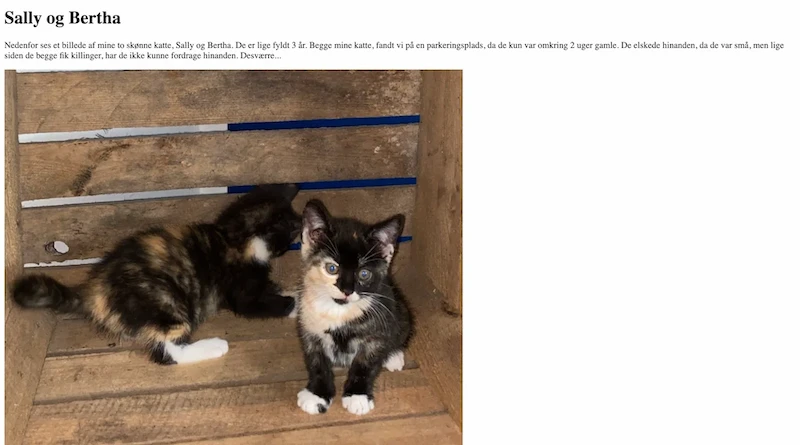 Sally og Bertha
Nedenfor ses et billede af mine to skønne katte, Sally og Bertha. De er lige fyldt 3 år. Begge mine katte, fandt vi på en parkeringsplads, da de kun var omkring 2 uger gamle. De elskede hinanden, da de var små, men lige
siden de begge fik killinger, har de ikke kunne fordrage hinanden. Desværre...